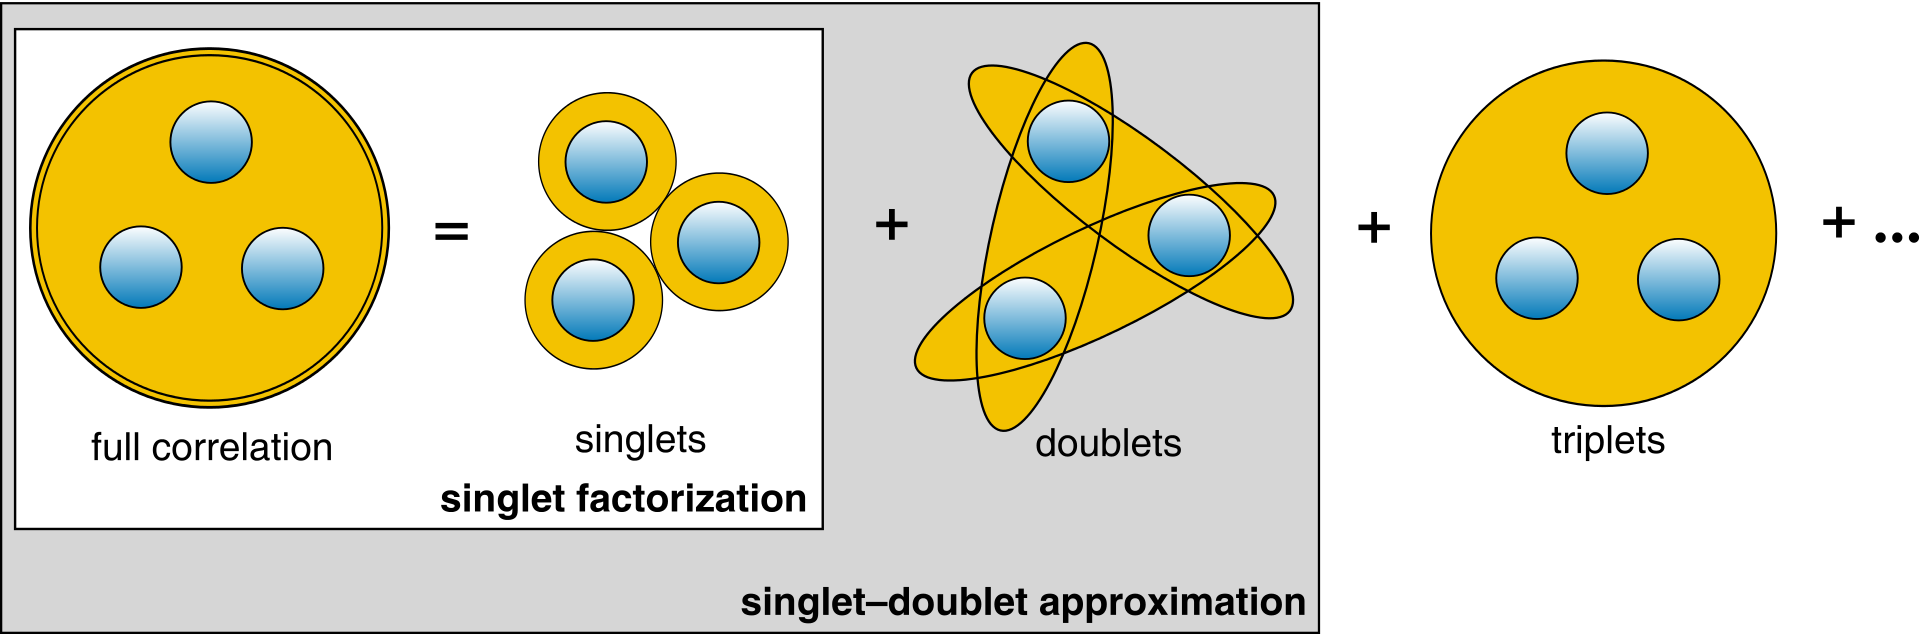 = + + + ...
full correlation singlets doublets triplets
singlet factorization
singlet–doublet approximation